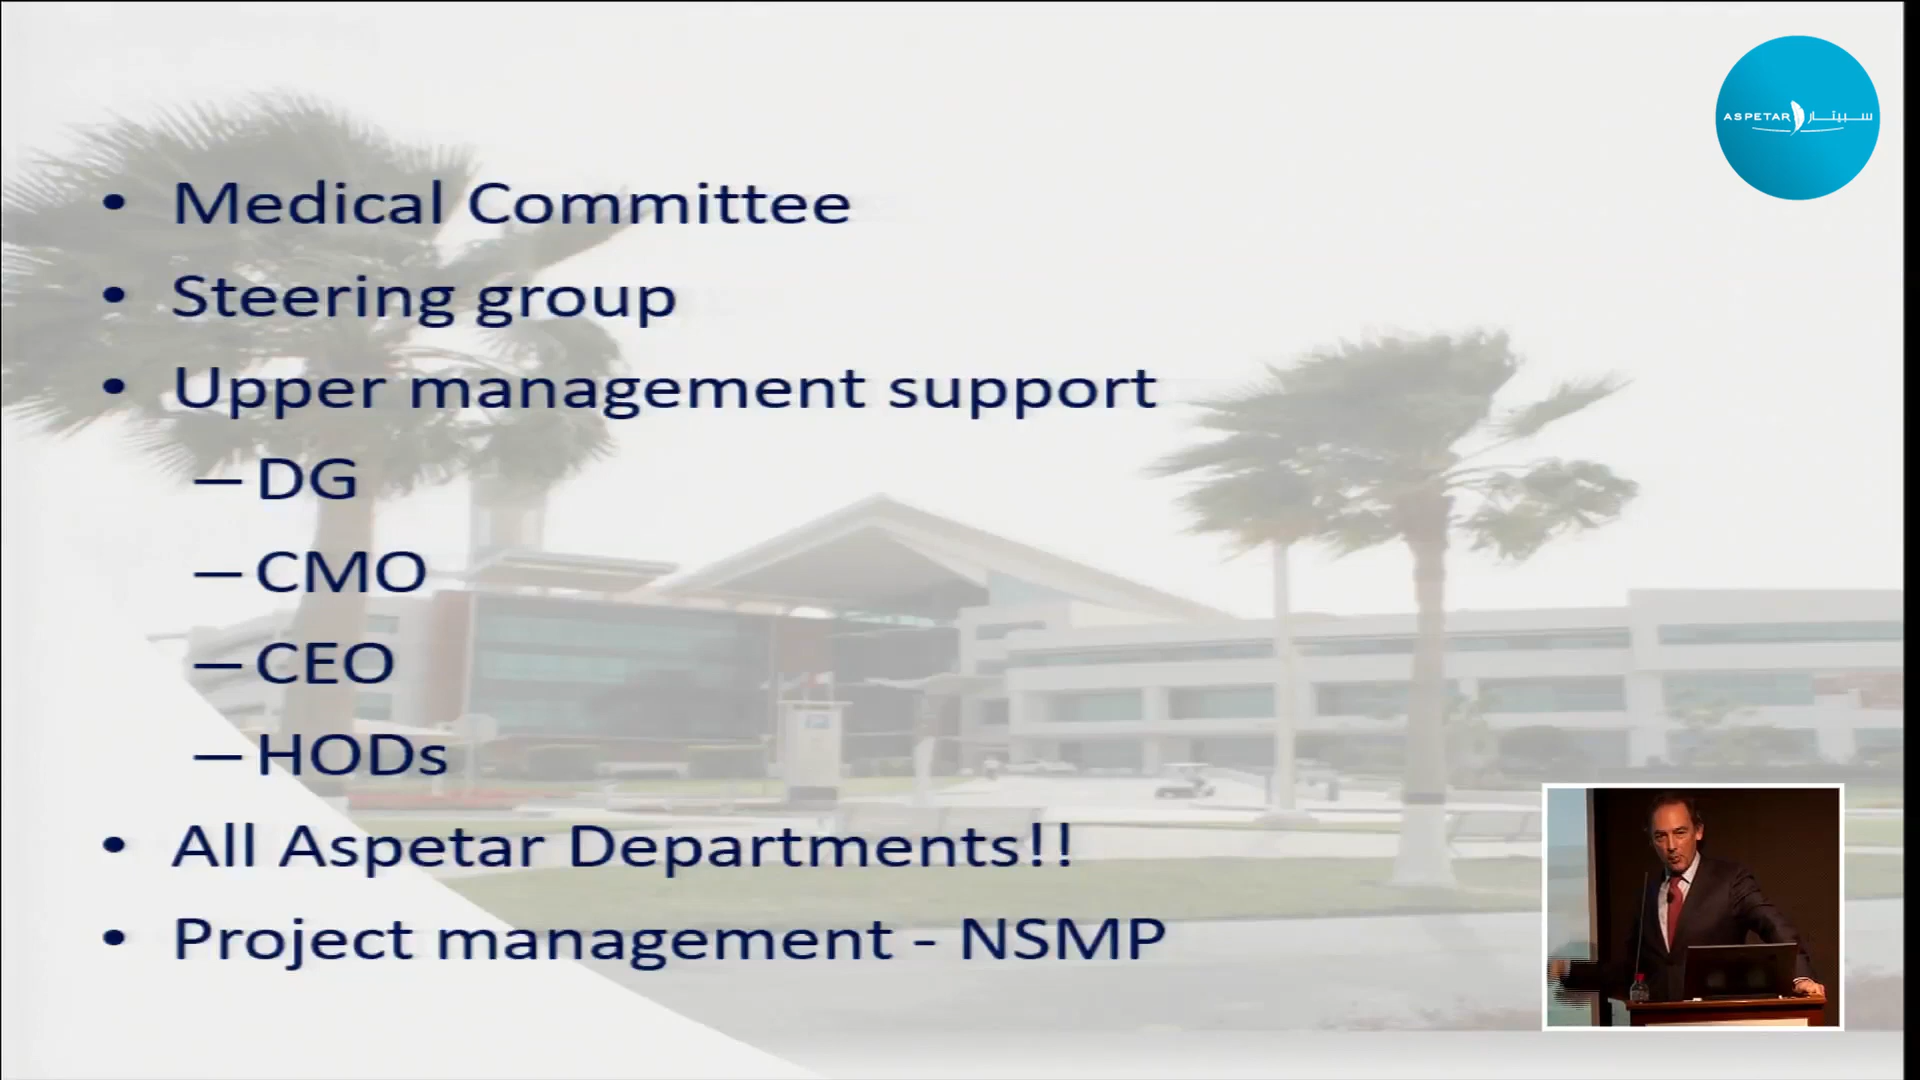 ASPETAR سبيتار
• Medical Committee
• Steering group
• Upper management support
– DG
– CMO
– CEO
– HODs
• All Aspetar Departments!!
• Project management - NSMP